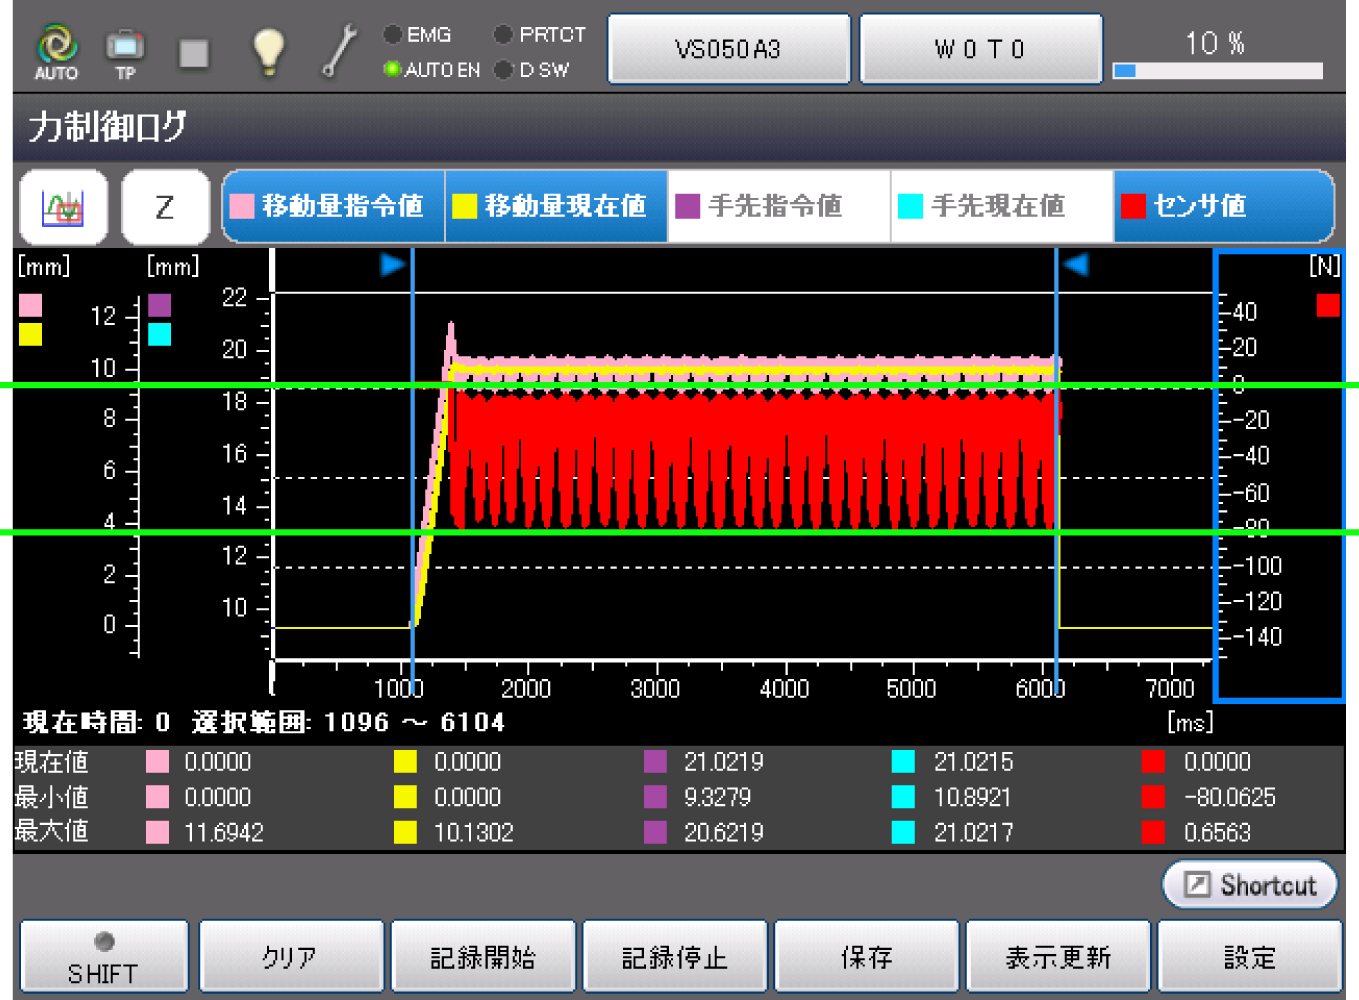 AUTO TP EMG PRTCT AUTO EN D SW VS050A3 W 0 T 0 10 %
力制御ログ
Z 移動量指令値 移動量現在値 手先指令値 手先現在値 センサ値
[mm] [mm] [N]
12
10
8
6
4
2
0
22
20
18
16
14
12
10
40
20
0
-20
-40
-60
-80
-100
-120
-140
1000 2000 3000 4000 5000 6000 7000
現在時間: 0 選択範囲: 1096 ～ 6104 [ms]
現在値 0.0000 0.0000 21.0219 21.0215 0.0000
最小値 0.0000 0.0000 9.3279 10.8921 -80.0625
最大値 11.6942 10.1302 20.6219 21.0217 0.6563
Shortcut
SHIFT クリア 記録開始 記録停止 保存 表示更新 設定